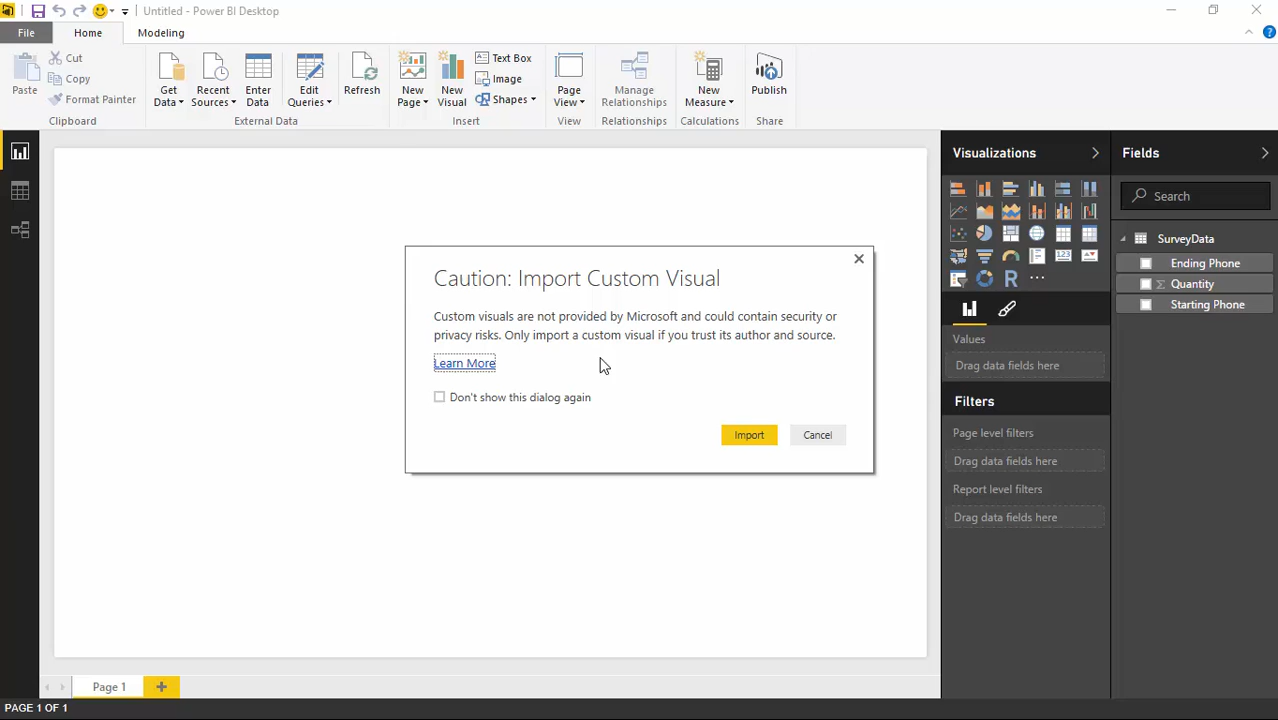 Untitled - Power BI Desktop
File
Home
Modeling
Paste
Cut
Copy
Format Painter
Clipboard
Get Data
Recent Sources
Enter Data
Edit Queries
Refresh
External Data
New Page
New Visual
Text Box
Image
Shapes
Insert
Page View
View
Manage Relationships
Relationships
New Measure
Calculations
Publish
Share
Caution: Import Custom Visual
Custom visuals are not provided by Microsoft and could contain security or
privacy risks. Only import a custom visual if you trust its author and source.
Learn More
Don't show this dialog again
Import
Cancel
Visualizations
R
123
Values
Drag data fields here
Filters
Page level filters
Drag data fields here
Report level filters
Drag data fields here
Fields
Search
SurveyData
Ending Phone
Σ Quantity
Starting Phone
Page 1
PAGE 1 OF 1